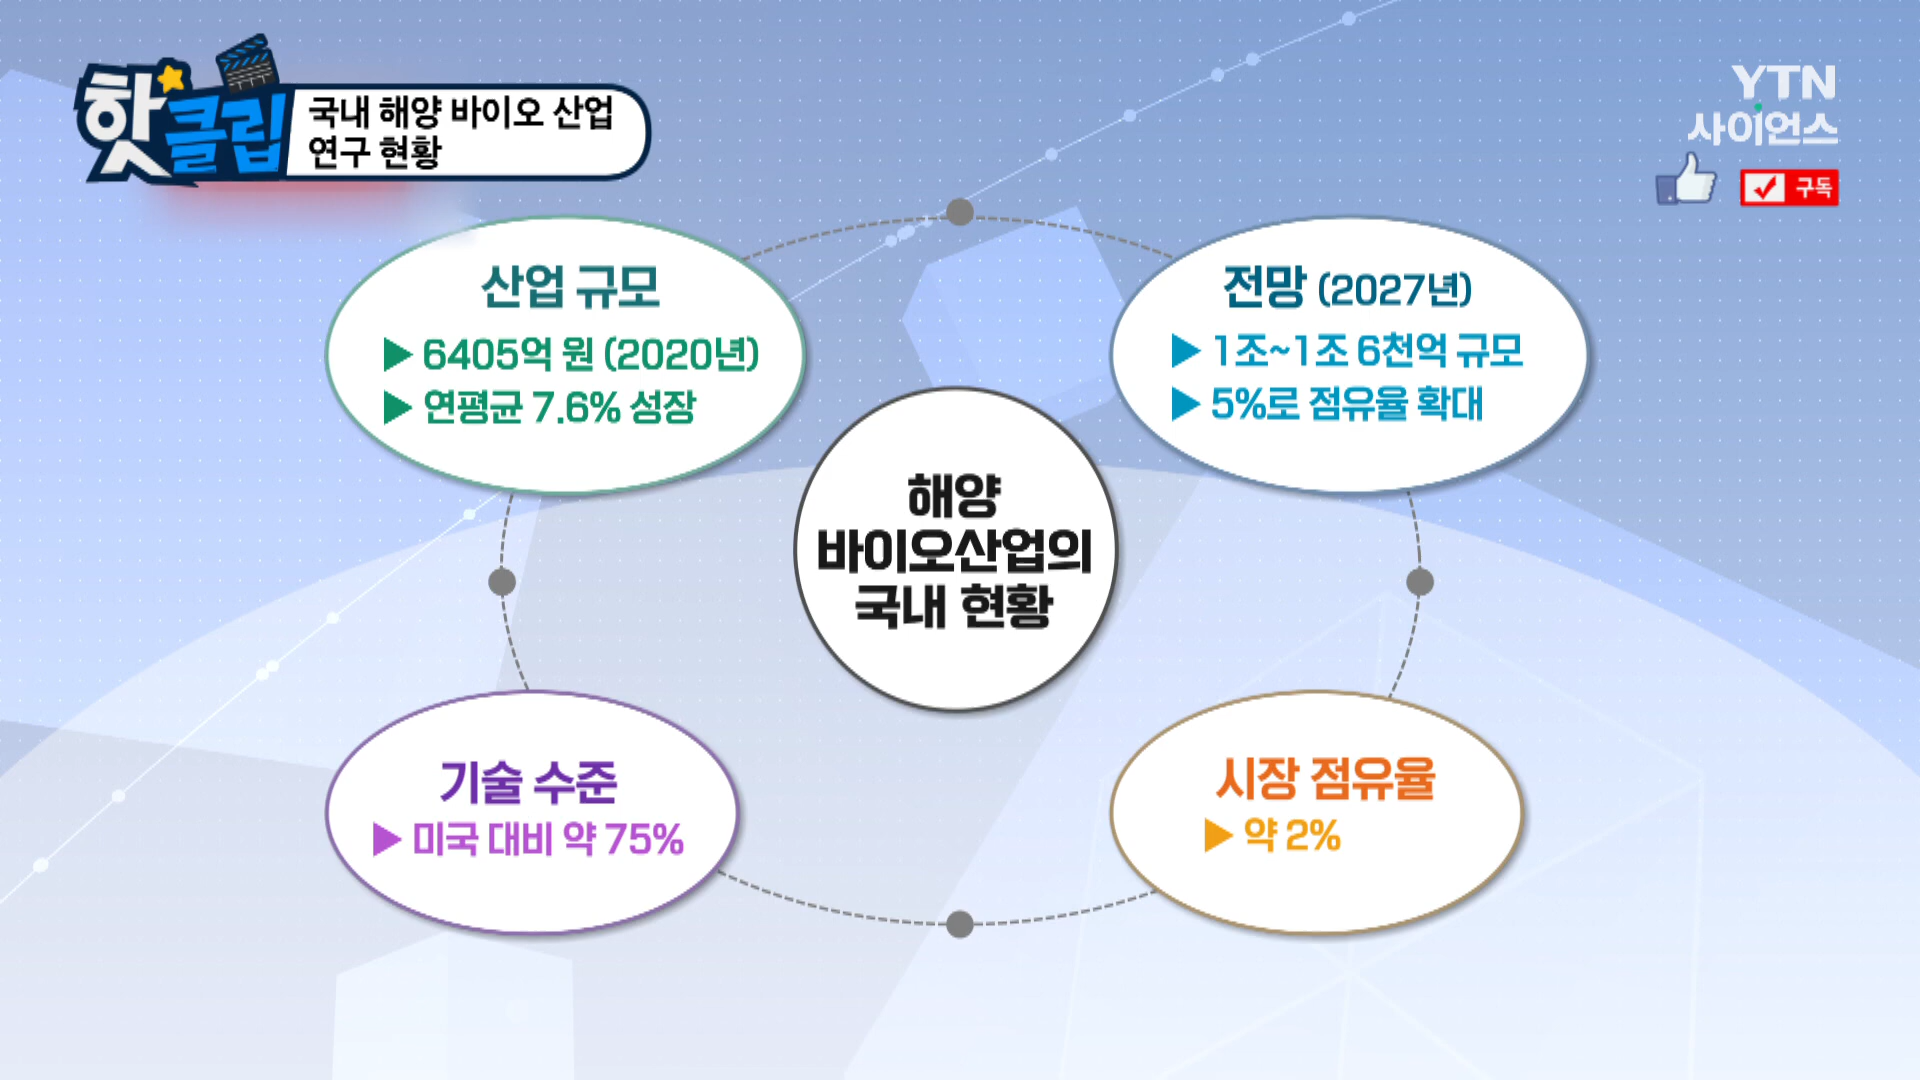 핫클립
국내 해양 바이오 산업
연구 현황
YTN
사이언스
구독
산업 규모
▶ 6405억 원 (2020년)
▶ 연평균 7.6% 성장
전망 (2027년)
▶ 1조~1조 6천억 규모
▶ 5%로 점유율 확대
해양
바이오산업의
국내 현황
기술 수준
▶ 미국 대비 약 75%
시장 점유율
▶ 약 2%